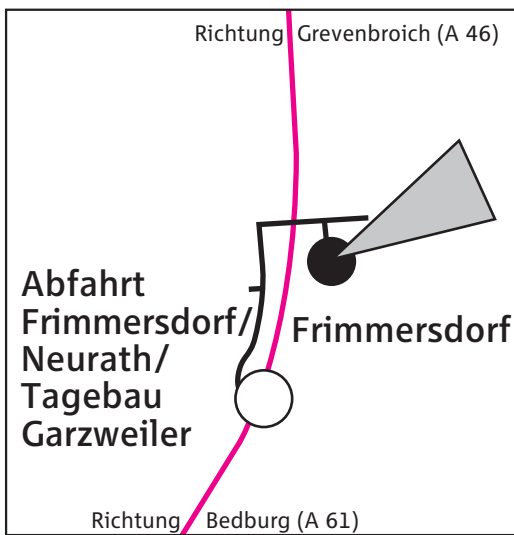 Richtung Grevenbroich (A 46)
Abfahrt
Frimmersdorf/
Neurath/
Tagebau
Garzweiler
Frimmersdorf
Richtung Bedburg (A 61)